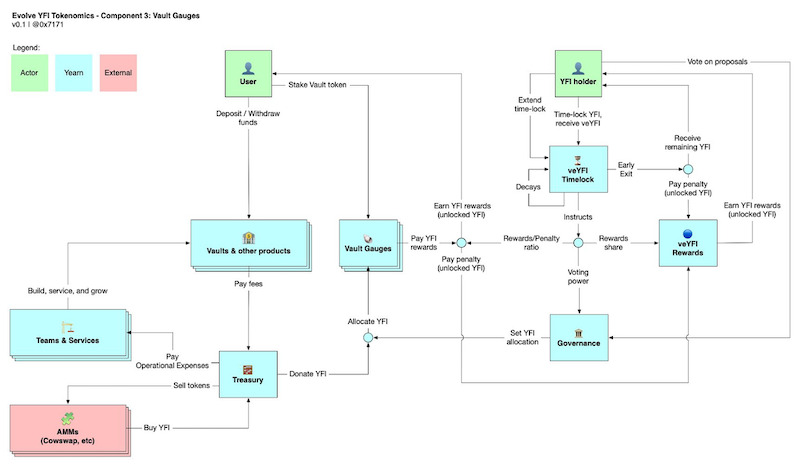 Evolve YFI Tokenomics - Component 3: Vault Gauges
v0.1 | @0x7171
Legend:
Actor
Yearn
External
User
Stake Vault token
Deposit / Withdraw
funds
YFI holder
Vote on proposals
Extend
time-lock
Time-lock YFI,
receive veYFI
Receive
remaining YFI
veYFI
Timelock
Early
Exit
Decays
Pay penalty
(unlocked YFI)
Earn YFI rewards
(unlocked YFI)
Earn YFI rewards
(unlocked YFI)
Instructs
Vaults & other products
Vault Gauges
Pay YFI
rewards
Pay penalty
(unlocked YFI)
Rewards/Penalty
ratio
Rewards
share
veYFI
Rewards
Voting
power
Pay fees
Build, service, and grow
Teams & Services
Allocate YFI
Set YFI
allocation
Governance
Pay
Operational Expenses
Treasury
Donate YFI
Sell tokens
AMMs
(Cowswap, etc)
Buy YFI